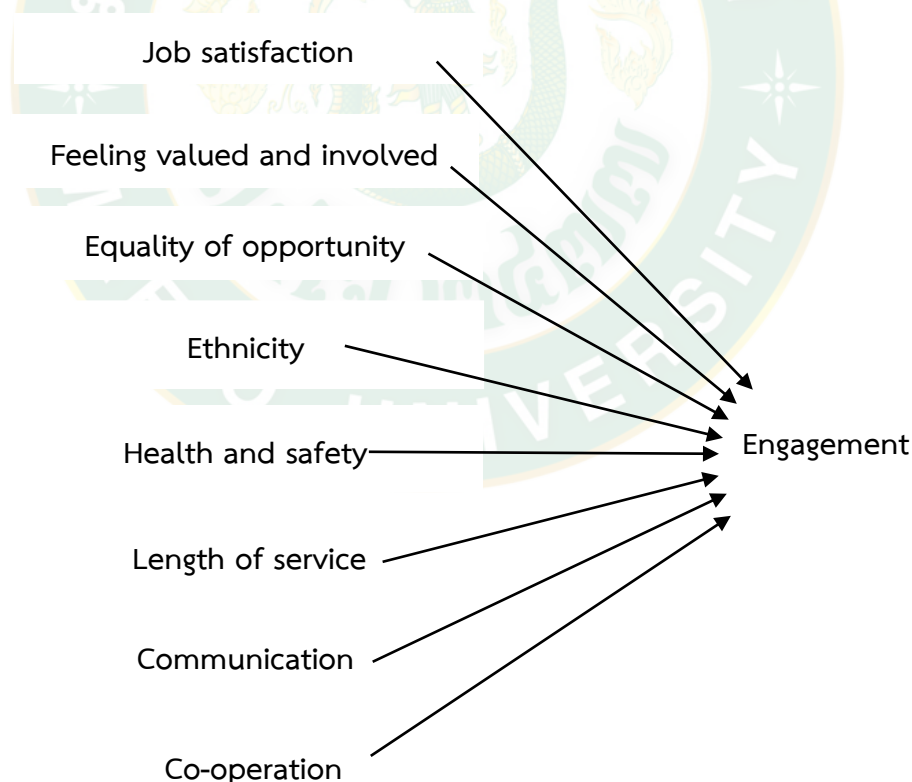 Job satisfaction
Feeling valued and involved
Equality of opportunity
Ethnicity
Health and safety
Engagement
Length of service
Communication
Co-operation
UNIVERSITY